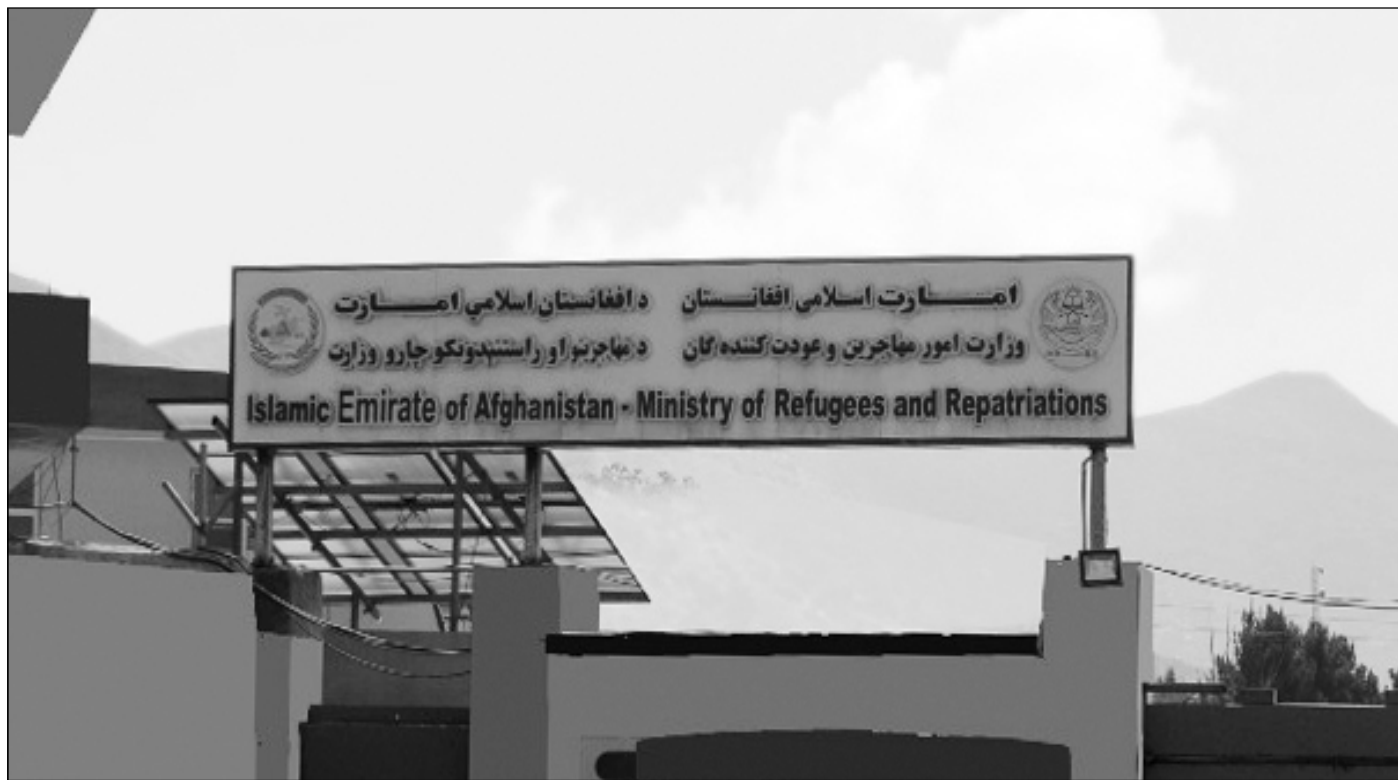 امارت اسلامی افغانستان
وزارت امور مهاجرین و عودت کننده گان
د افغانستان اسلامي امارت
د مهاجرینو او راستنېدونکو چارو وزارت
Islamic Emirate of Afghanistan - Ministry of Refugees and Repatriations